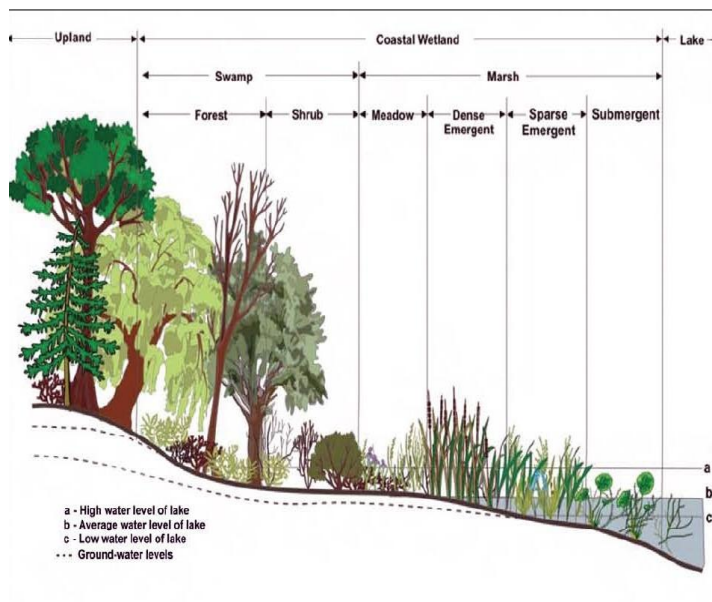 Upland
Coastal Wetland
Lake
Swamp
Marsh
Forest
Shrub
Meadow
Dense Emergent
Sparse Emergent
Submergent
a
b
c
a - High water level of lake
b - Average water level of lake
c - Low water level of lake
Ground-water levels